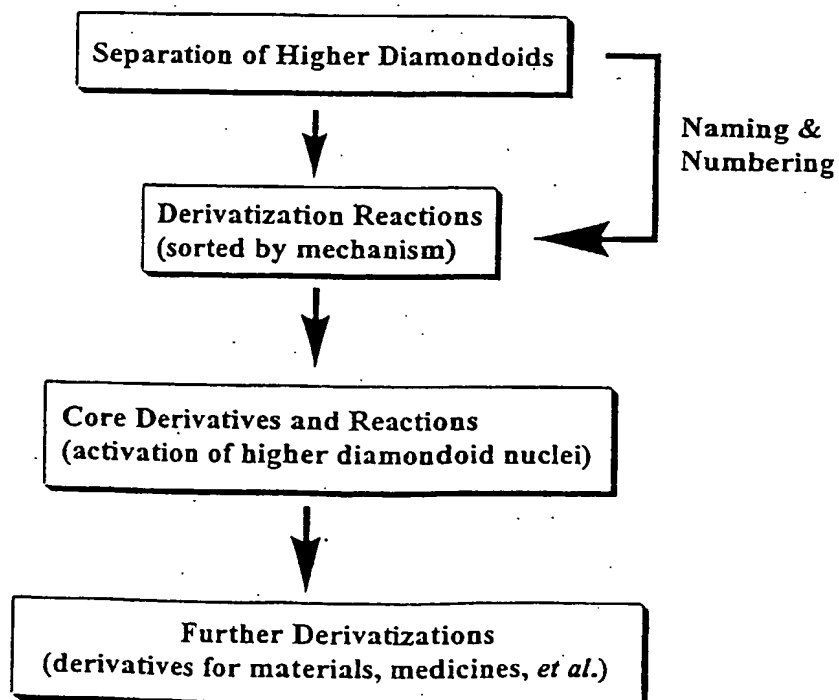 Separation of Higher Diamondoids
Naming &
Numbering
Derivatization Reactions
(sorted by mechanism)
Core Derivatives and Reactions
(activation of higher diamondoid nuclei)
Further Derivatizations
(derivatives for materials, medicines, et al.)